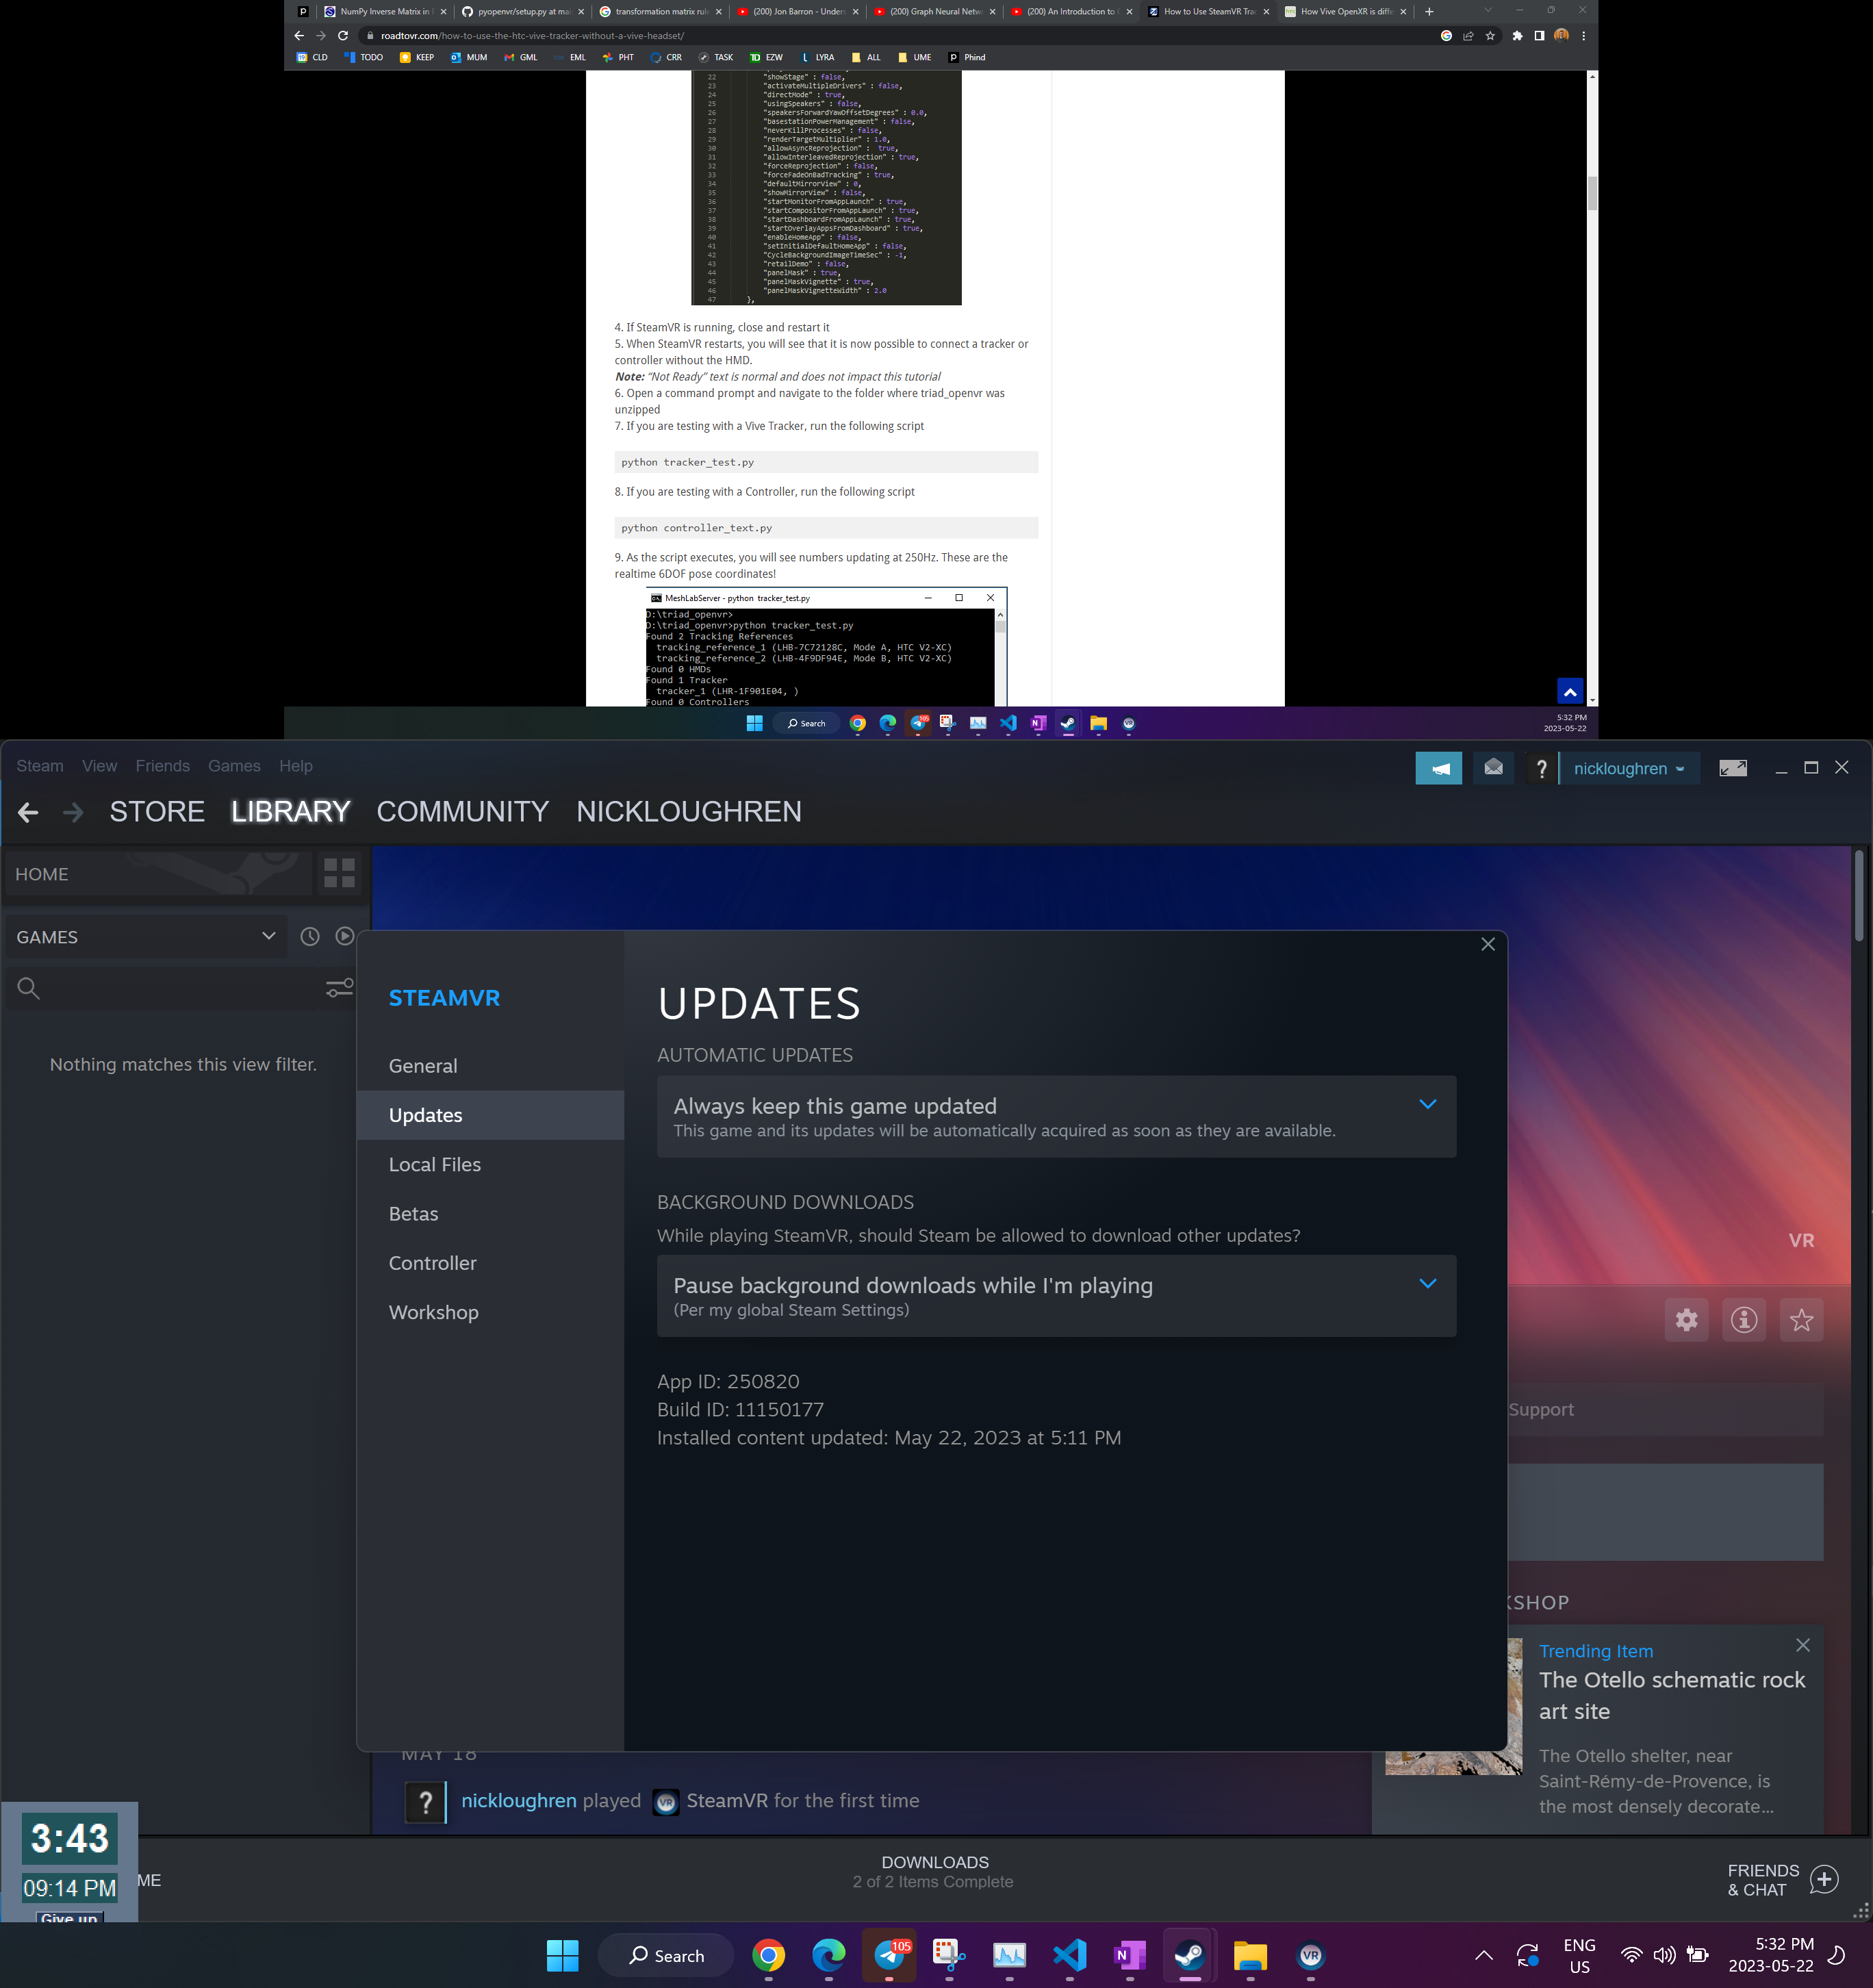 NumPy Inverse Matrix in
pyopenvr/setup.py at ma
transformation matrix rul
(200) Jon Barron - Under
(200) Graph Neural Netw
(200) An Introduction to
How to Use SteamVR Tra
How Vive OpenXR is diff
roadtovr.com/how-to-use-the-htc-vive-tracker-without-a-vive-headset/
CLD TODO KEEP MUM GML EML PHT CRR TASK EZW LYRA ALL UME Phind
22 "showStage" : false,
23 "activateMultipleDrivers" : false,
24 "directMode" : true,
25 "usingSpeakers" : false,
26 "speakersForwardYawOffsetDegrees" : 0.0,
27 "basestationPowerManagement" : false,
28 "neverKillProcesses" : false,
29 "renderTargetMultiplier" : 1.0,
30 "allowAsyncReprojection" : true,
31 "allowInterleavedReprojection" : true,
32 "forceReprojection" : false,
33 "forceFadeOnBadTracking" : true,
34 "defaultMirrorView" : 0,
35 "showMirrorView" : false,
36 "startMonitorFromAppLaunch" : true,
37 "startCompositorFromAppLaunch" : true,
38 "startDashboardFromAppLaunch" : true,
39 "startOverlayAppsFromDashboard" : true,
40 "enableHomeApp" : false,
41 "setInitialDefaultHomeApp" : false,
42 "CycleBackgroundImageTimeSec" : -1,
43 "retailDemo" : false,
44 "panelMask" : true,
45 "panelMaskVignette" : true,
46 "panelMaskVignetteWidth" : 2.0
47 },
4. If SteamVR is running, close and restart it
5. When SteamVR restarts, you will see that it is now possible to connect a tracker or
controller without the HMD.
Note: “Not Ready” text is normal and does not impact this tutorial
6. Open a command prompt and navigate to the folder where triad_openvr was
unzipped
7. If you are testing with a Vive Tracker, run the following script
python tracker_test.py
8. If you are testing with a Controller, run the following script
python controller_text.py
9. As the script executes, you will see numbers updating at 250Hz. These are the
realtime 6DOF pose coordinates!
MeshLabServer - python tracker_test.py
D:\triad_openvr>
D:\triad_openvr>python tracker_test.py
Found 2 Tracking References
tracking_reference_1 (LHB-7C72128C, Mode A, HTC V2-XC)
tracking_reference_2 (LHB-4F9DF94E, Mode B, HTC V2-XC)
Found 0 HMDs
Found 1 Tracker
tracker_1 (LHR-1F901E04, )
Found 0 Controllers
Search
105
5:32 PM
2023-05-22
Steam View Friends Games Help
nickloughren
STORE LIBRARY COMMUNITY NICKLOUGHREN
HOME
GAMES
Nothing matches this view filter.
STEAMVR
General
Updates
Local Files
Betas
Controller
Workshop
UPDATES
AUTOMATIC UPDATES
Always keep this game updated
This game and its updates will be automatically acquired as soon as they are available.
BACKGROUND DOWNLOADS
While playing SteamVR, should Steam be allowed to download other updates?
Pause background downloads while I'm playing
(Per my global Steam Settings)
App ID: 250820
Build ID: 11150177
Installed content updated: May 22, 2023 at 5:11 PM
VR
Support
KSHOP
Trending Item
The Otello schematic rock
art site
The Otello shelter, near
Saint-Rémy-de-Provence, is
the most densely decorate...
MAY 18
nickloughren played SteamVR for the first time
3:43
09:14 PM
Give up
ME
DOWNLOADS
2 of 2 Items Complete
FRIENDS
& CHAT
Search
105
VR
ENG
US
5:32 PM
2023-05-22